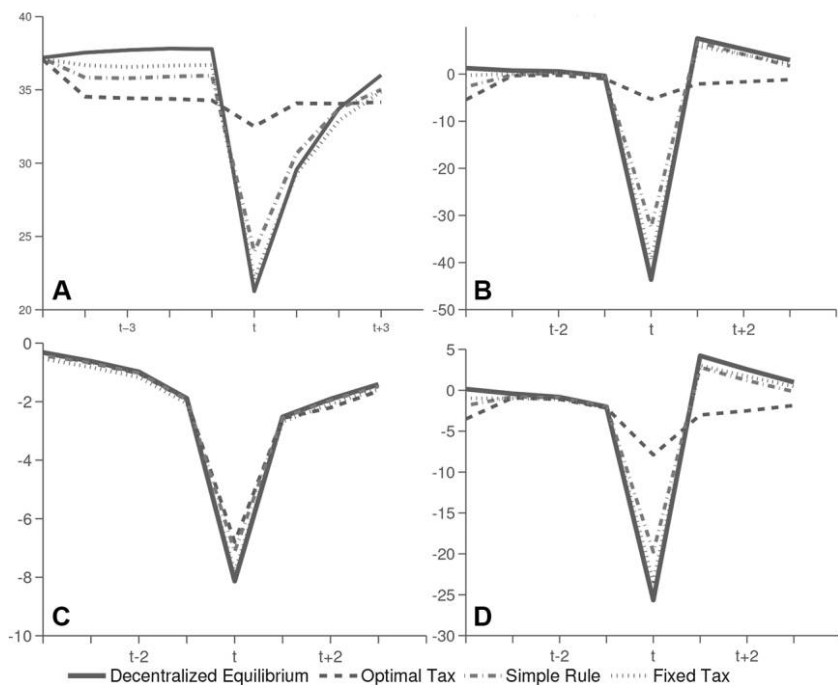 40
35
30
25
20
A
t−3
t
t+3
0
-10
-20
-30
-40
-50
B
t-2
t
t+2
0
-2
-4
-6
-8
-10
C
t-2
t
t+2
5
0
-5
-10
-15
-20
-25
-30
D
t-2
t
t+2
Decentralized Equilibrium Optimal Tax Simple Rule Fixed Tax